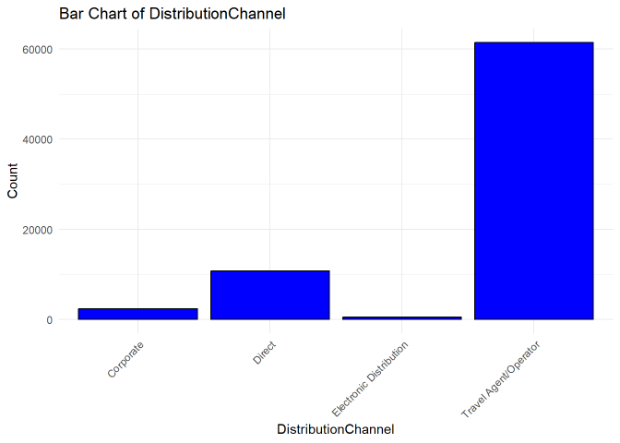 Bar Chart of DistributionChannel
60000
40000
20000
0
Count
Corporate
Direct
Electronic Distribution
Travel Agent/Operator
DistributionChannel